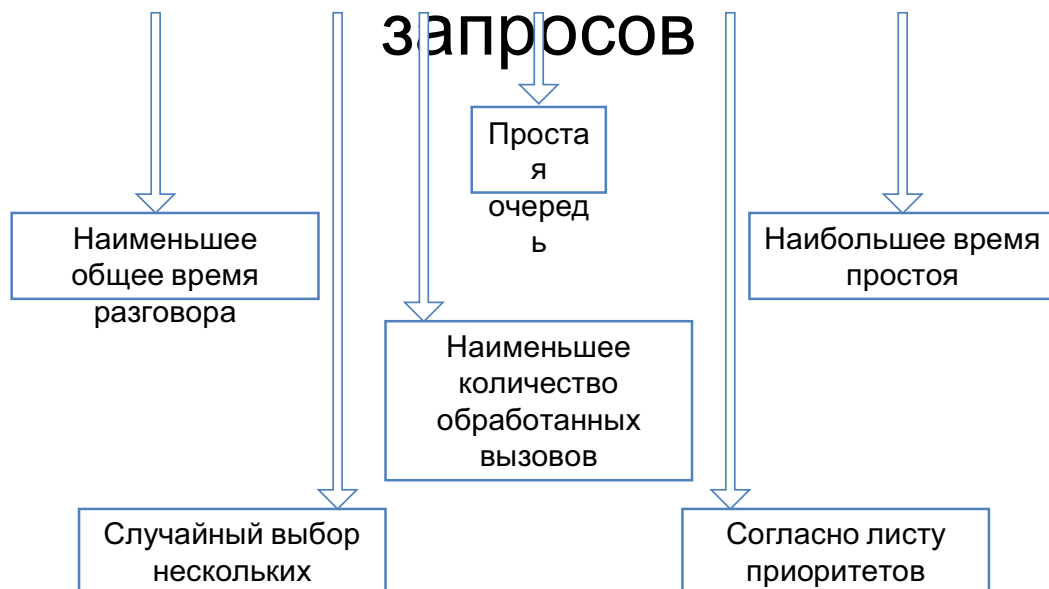 запросов
Проста
я
очеред
ь
Наименьшее
общее время
разговора
Наибольшее время
простоя
Наименьшее
количество
обработанных
вызовов
Случайный выбор
нескольких
Согласно листу
приоритетов